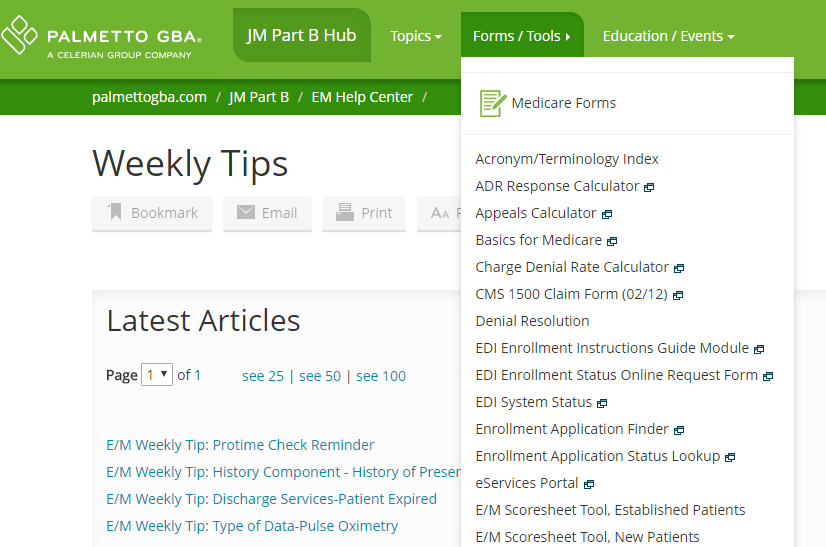 PALMETTO GBA®
A CELERIAN GROUP COMPANY
JM Part B Hub
Topics
Forms / Tools
Education / Events
palmettogba.com / JM Part B / EM Help Center /
Weekly Tips
Bookmark
Email
Print
AA
Latest Articles
Page 1 of 1
see 25 | see 50 | see 100
E/M Weekly Tip: Protime Check Reminder
E/M Weekly Tip: History Component - History of Presen
E/M Weekly Tip: Discharge Services-Patient Expired
E/M Weekly Tip: Type of Data-Pulse Oximetry
Medicare Forms
Acronym/Terminology Index
ADR Response Calculator
Appeals Calculator
Basics for Medicare
Charge Denial Rate Calculator
CMS 1500 Claim Form (02/12)
Denial Resolution
EDI Enrollment Instructions Guide Module
EDI Enrollment Status Online Request Form
EDI System Status
Enrollment Application Finder
Enrollment Application Status Lookup
eServices Portal
E/M Scoresheet Tool, Established Patients
E/M Scoresheet Tool, New Patients